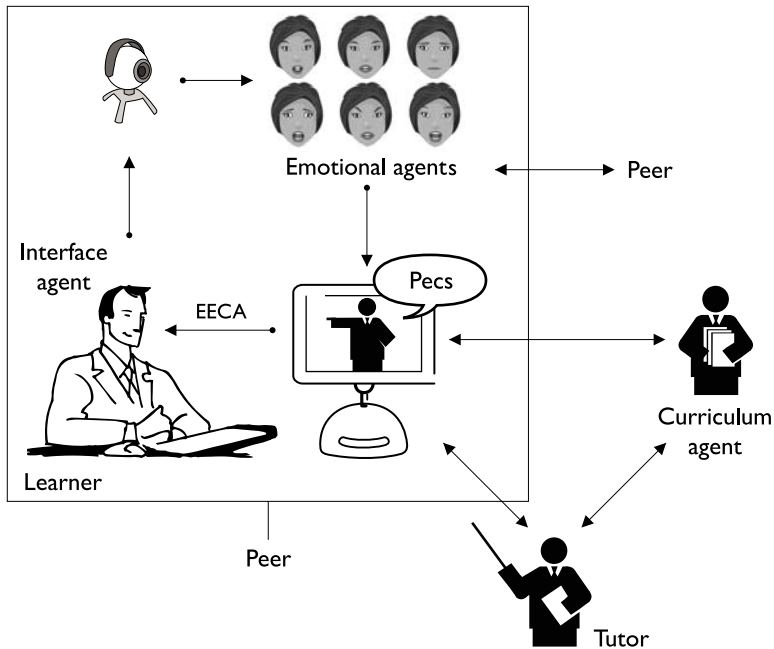 Emotional agents
Peer
Interface
agent
Pecs
EECA
Curriculum
agent
Learner
Peer
Tutor